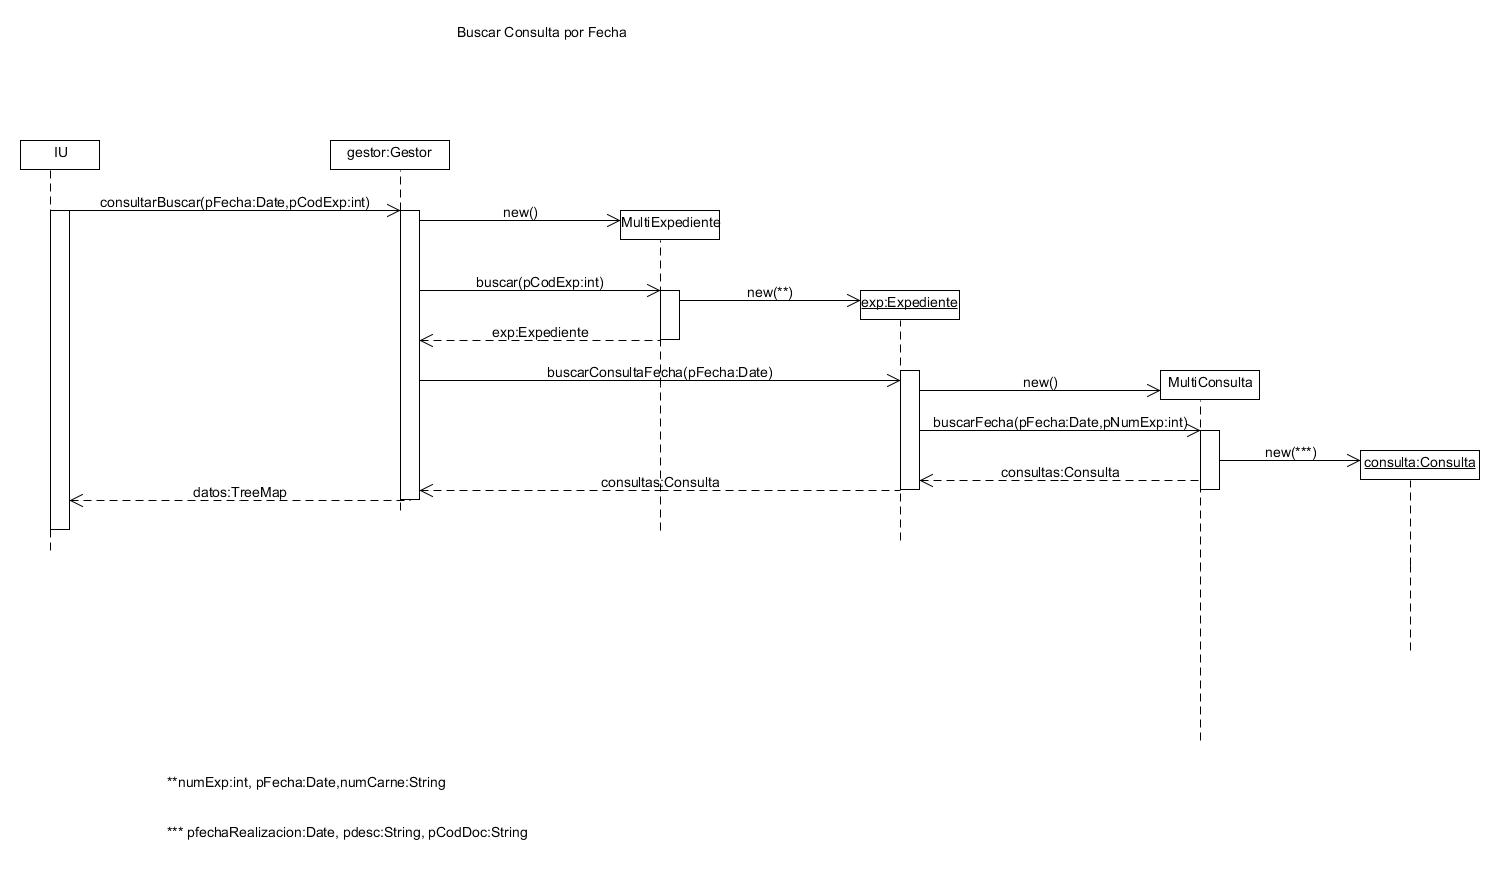 Buscar Consulta por Fecha
IU
gestor:Gestor
consultarBuscar(pFecha:Date,pCodExp:int)
new()
MultiExpediente
buscar(pCodExp:int)
new(**)
exp:Expediente
exp:Expediente
buscarConsultaFecha(pFecha:Date)
new()
MultiConsulta
buscarFecha(pFecha:Date,pNumExp:int)
new(***)
consulta:Consulta
consultas:Consulta
consultas:Consulta
datos:TreeMap
**numExp:int, pFecha:Date,numCarne:String
*** pfechaRealizacion:Date, pdesc:String, pCodDoc:String